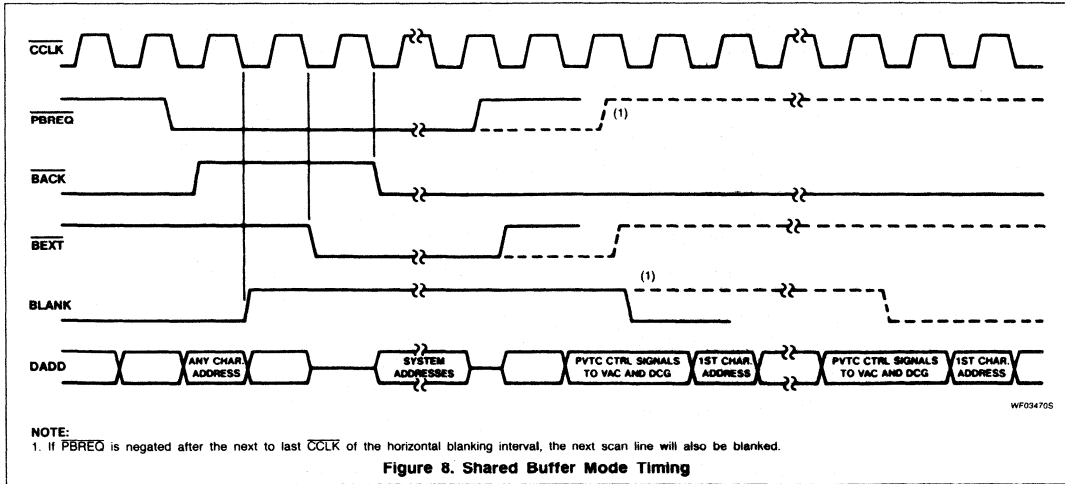 CCLK
PBREQ
(1)
BACK
BEXT
(1)
BLANK
DADD
ANY CHAR.
ADDRESS
SYSTEM
ADDRESSES
PVTC CTRL SIGNALS
TO VAC AND DCG
1ST CHAR.
ADDRESS
PVTC CTRL SIGNALS
TO VAC AND DCG
1ST CHAR.
ADDRESS
WF03470S
NOTE:
1. If PBREQ is negated after the next to last CCLK of the horizontal blanking interval, the next scan line will also be blanked.
Figure 8. Shared Buffer Mode Timing